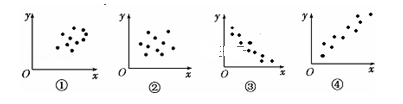 y y y y
O x O x O x O x
① ② ③ ④